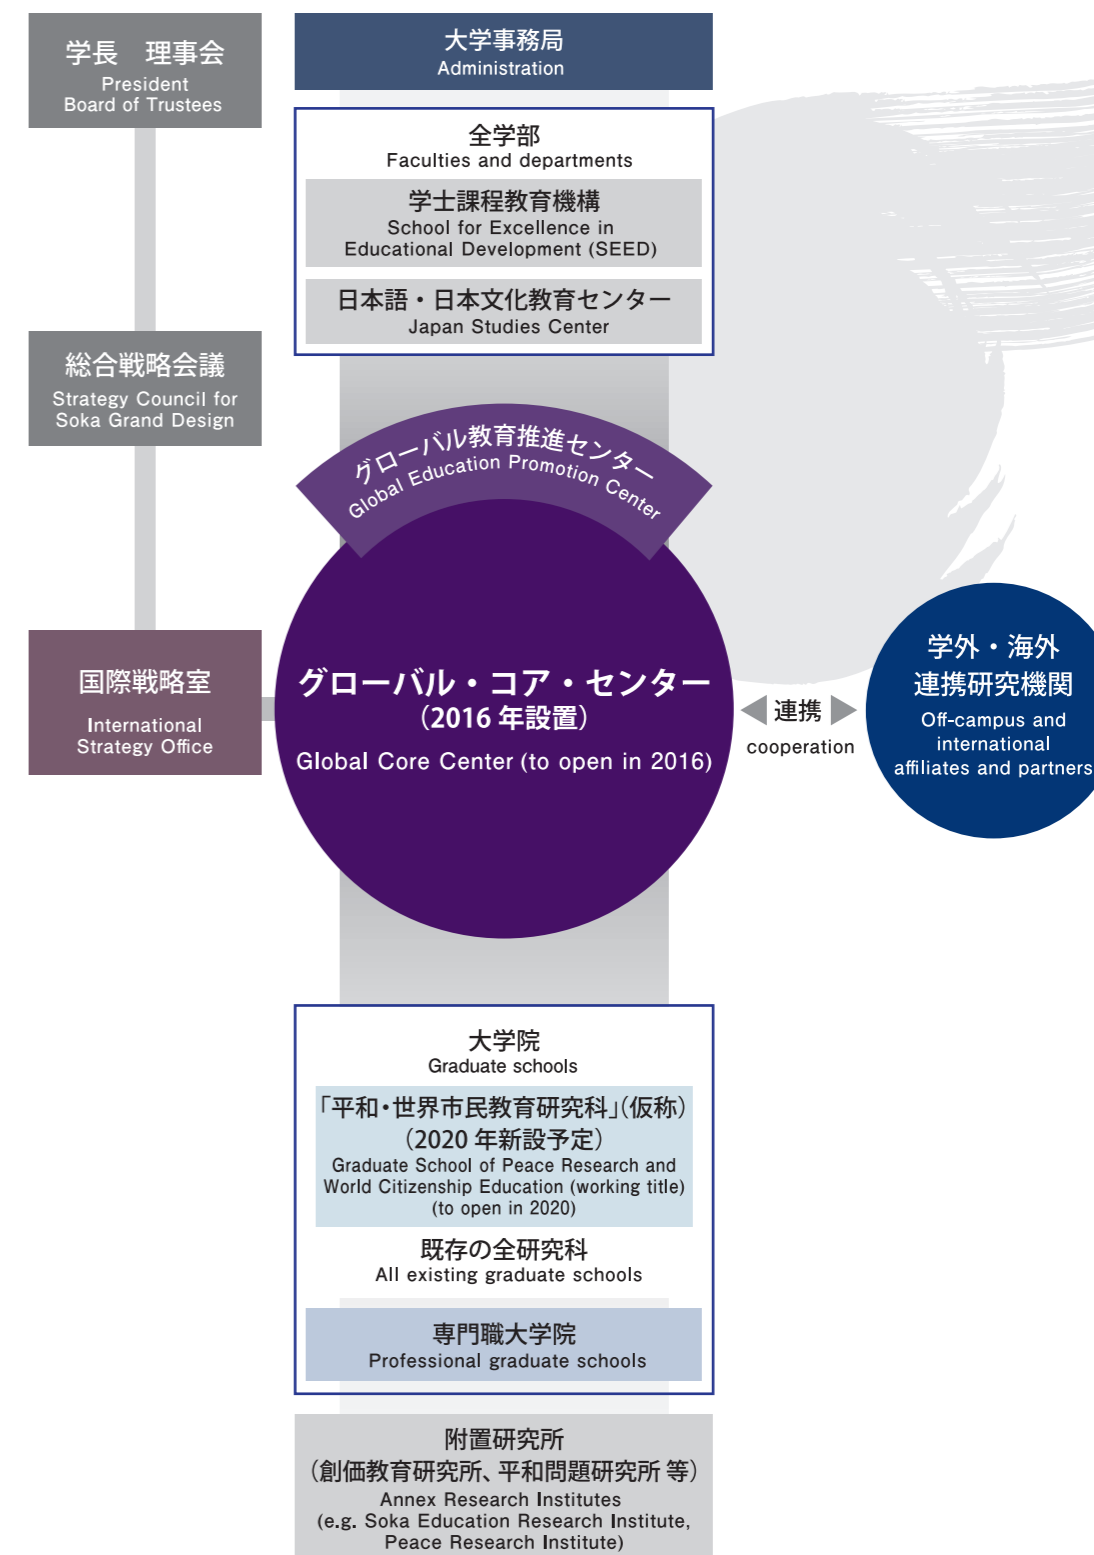 学長 理事会
President
Board of Trustees
総合戦略会議
Strategy Council for
Soka Grand Design
国際戦略室
International
Strategy Office
大学事務局
Administration
全学部
Faculties and departments
学士課程教育機構
School for Excellence in
Educational Development (SEED)
日本語・日本文化教育センター
Japan Studies Center
グローバル教育推進センター
Global Education Promotion Center
グローバル・コア・センター
（2016 年設置）
Global Core Center (to open in 2016)
連携
cooperation
学外・海外
連携研究機関
Off-campus and
international
affiliates and partners
大学院
Graduate schools
「平和・世界市民教育研究科」（仮称）
（2020 年新設予定）
Graduate School of Peace Research and
World Citizenship Education (working title)
(to open in 2020)
既存の全研究科
All existing graduate schools
専門職大学院
Professional graduate schools
附置研究所
（創価教育研究所、平和問題研究所 等）
Annex Research Institutes
(e.g. Soka Education Research Institute,
Peace Research Institute)